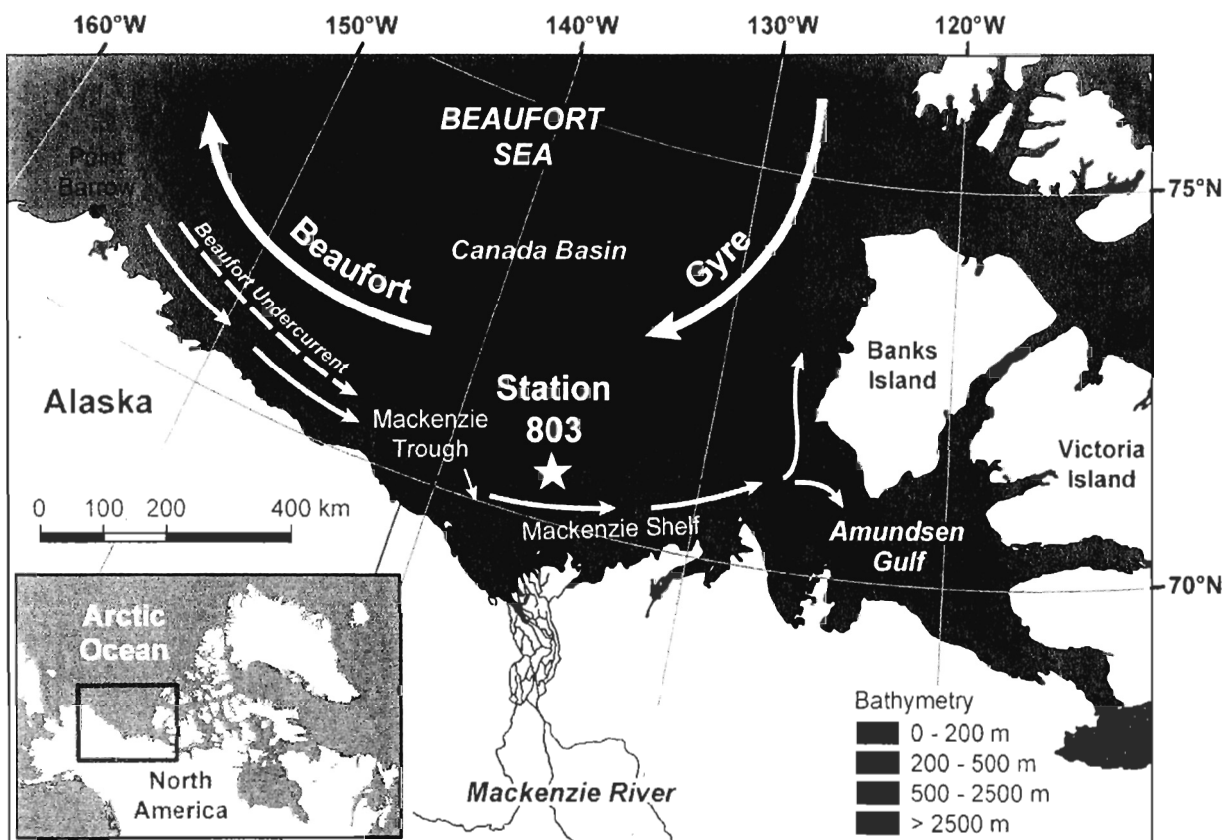 160°W
150°W
140°W
130°W
120°W
BEAUFORT
SEA
75°N
Point
Barrow
Beaufort
Gyre
Canada Basin
Beaufort Undercurrent
Banks
Island
Alaska
Station
803
Mackenzie
Trough
Victoria
Island
0 100 200 400 km
Mackenzie Shelf
Amundsen
Gulf
70°N
Arctic
Ocean
North
America
Mackenzie River
Bathymetry
0 - 200 m
200 - 500 m
500 - 2500 m
> 2500 m